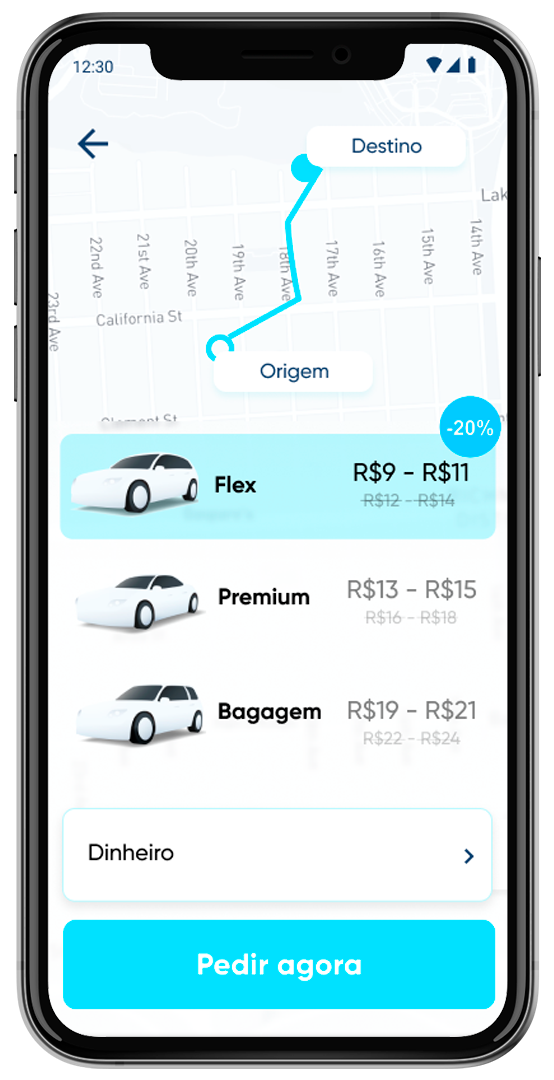 12:30
Destino
Lak
22nd Ave
21st Ave
20th Ave
19th Ave
18th Ave
17th Ave
16th Ave
15th Ave
14th Ave
23rd Ave
California St
Origem
Clement St
-20%
Flex
R$9 - R$11
R$12 - R$14
Premium
R$13 - R$15
R$16 - R$18
Bagagem
R$19 - R$21
R$22 - R$24
Dinheiro
Pedir agora